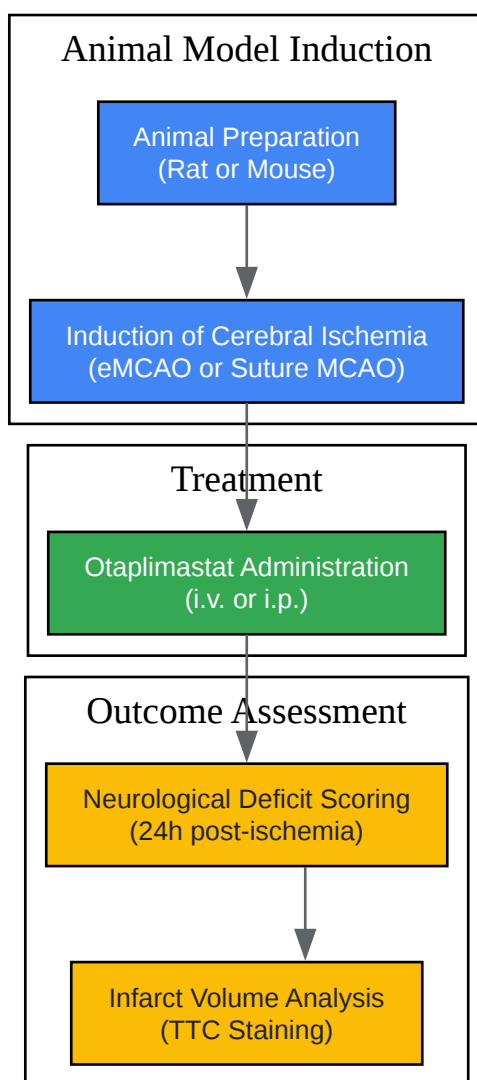 Animal Model Induction
Animal Preparation
(Rat or Mouse)
Induction of Cerebral Ischemia
(eMCAO or Suture MCAO)
Treatment
Otaplimastat Administration
(i.v. or i.p.)
Outcome Assessment
Neurological Deficit Scoring
(24h post-ischemia)
Infarct Volume Analysis
(TTC Staining)